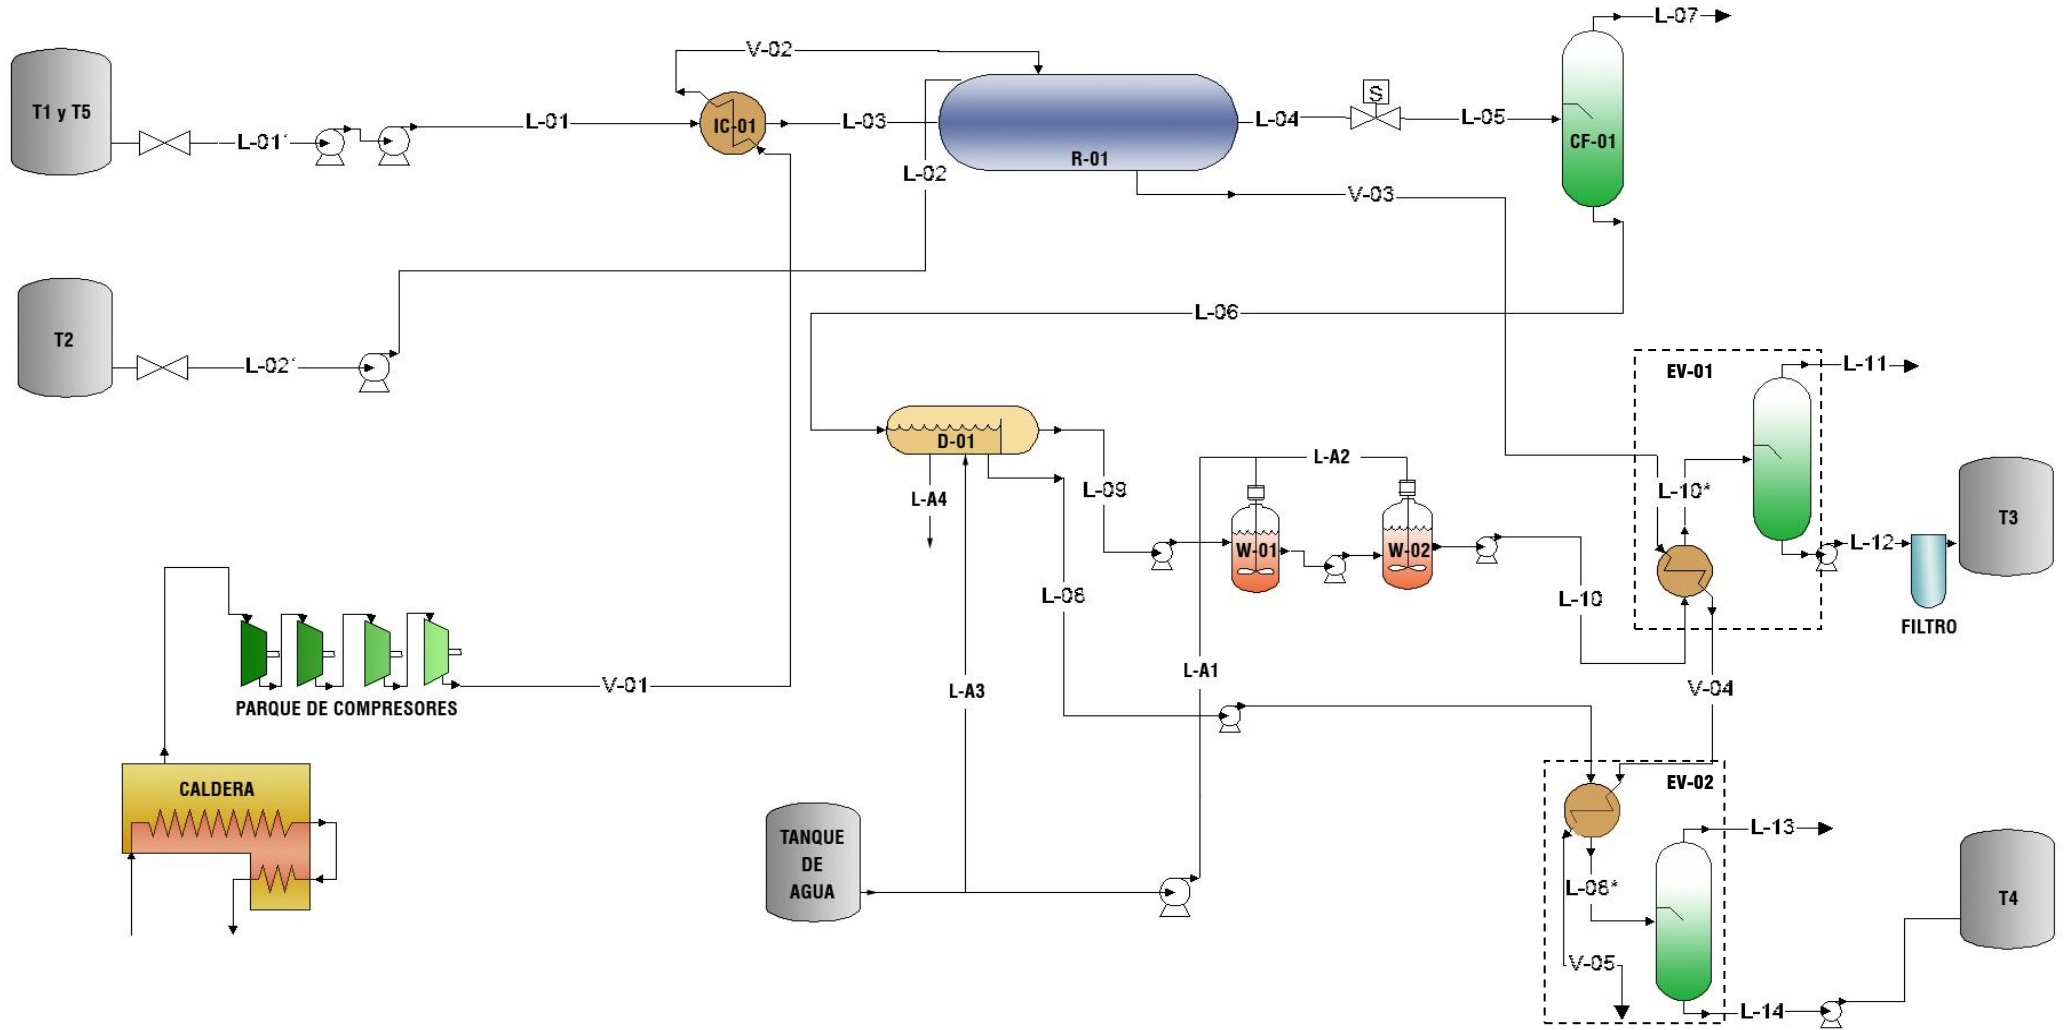 L-07
V-02
T1 y T5
L-01´
L-01
IC-01
L-03
R-01
L-04
S
L-05
CF-01
L-02
V-03
T2
L-02´
L-06
EV-01
L-11
D-01
L-A4
L-09
L-A2
W-01
W-02
L-10*
L-12
T3
L-08
L-10
FILTRO
L-A3
L-A1
V-01
PARQUE DE COMPRESORES
V-04
CALDERA
EV-02
TANQUE
DE
AGUA
L-13
L-08*
T4
V-05
L-14